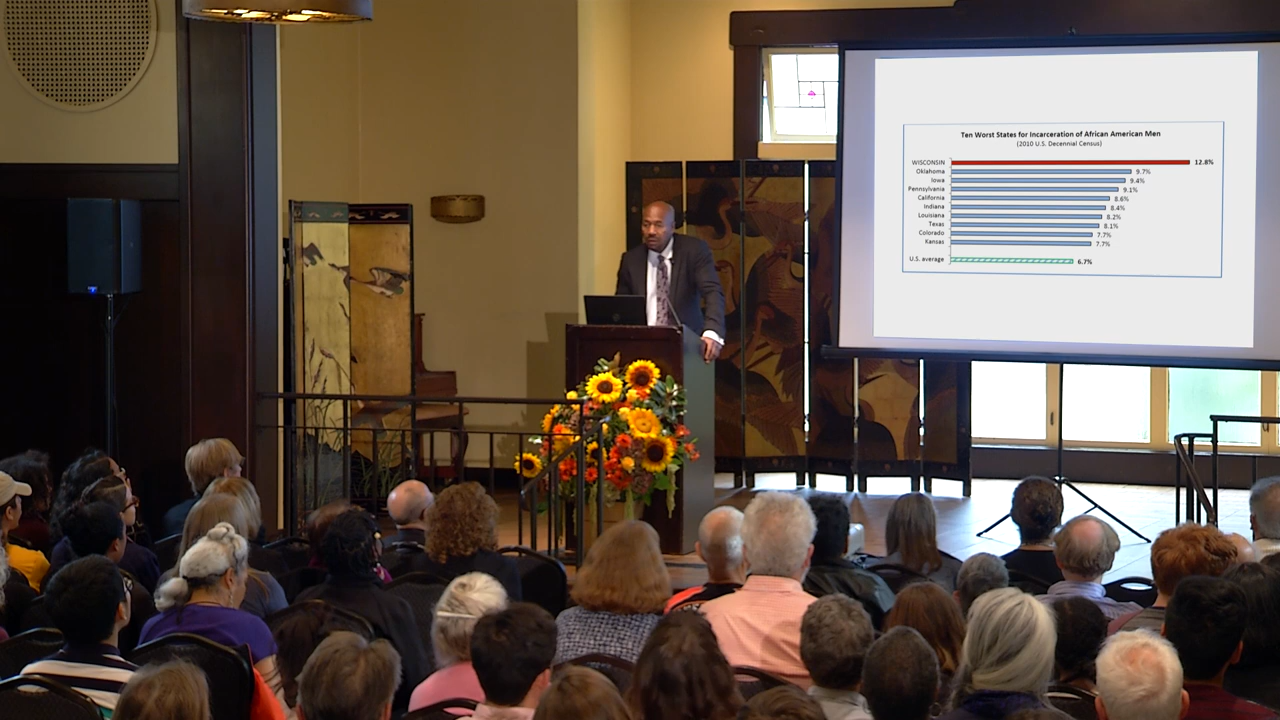 Ten Worst States for Incarceration of African American Men
(2010 U.S. Decennial Census)
WISCONSIN 12.8%
Oklahoma 9.7%
Iowa 9.4%
Pennsylvania 9.1%
California 8.6%
Indiana 8.4%
Louisiana 8.2%
Texas 8.1%
Colorado 7.7%
Kansas 7.7%
U.S. average 6.7%